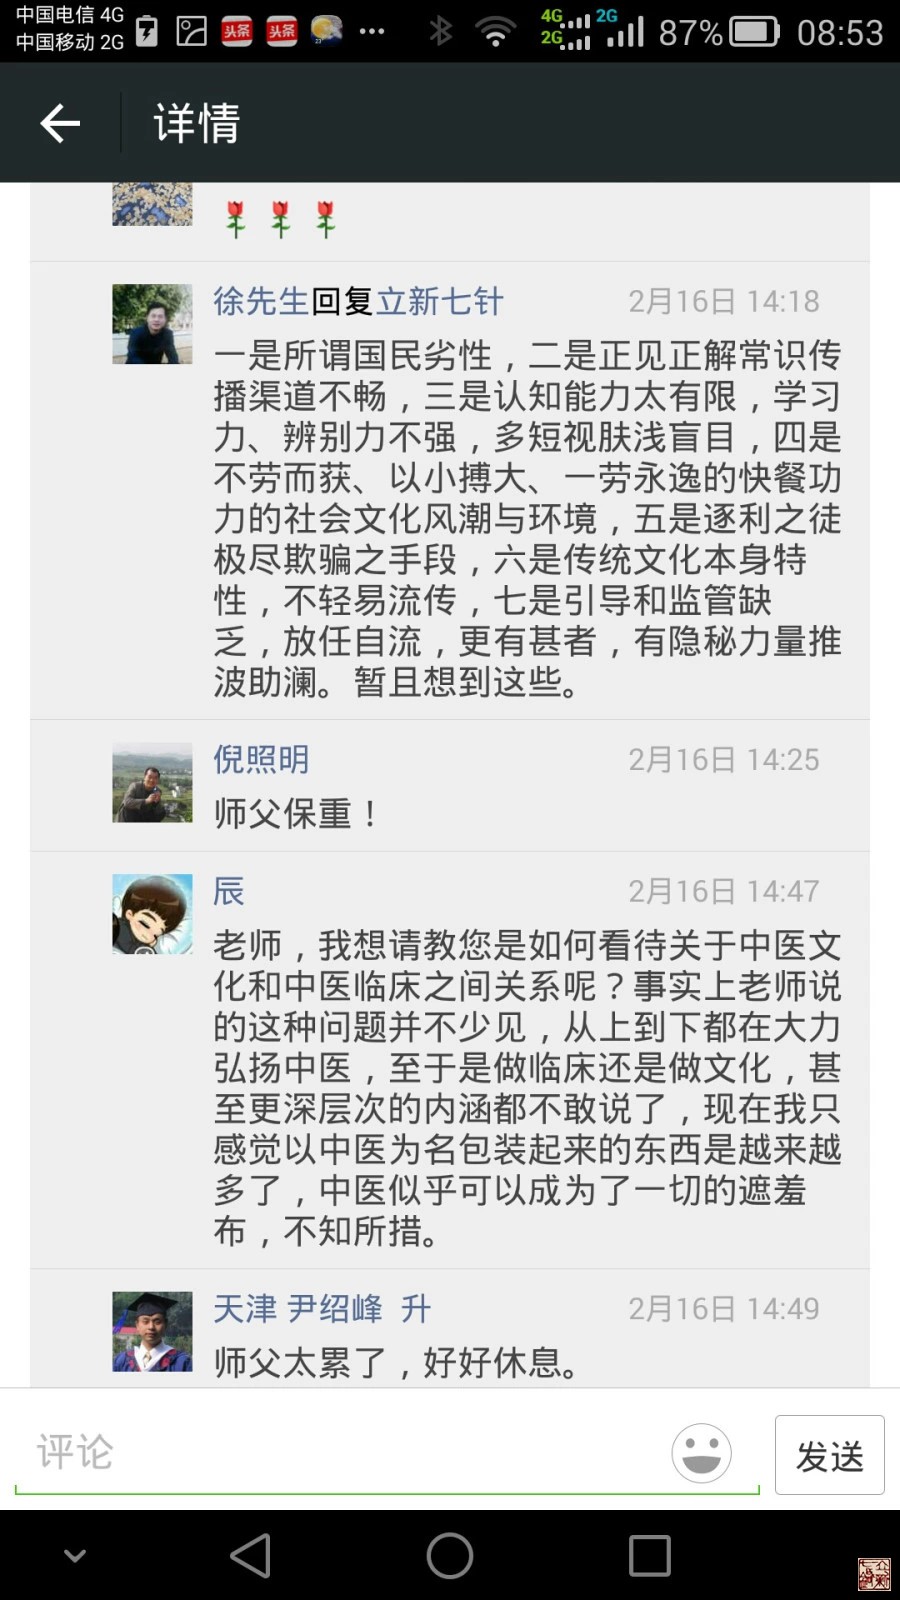 中国电信 4G
中国移动 2G
头条
头条
4G
2G
2G
87%
08:53
详情
徐先生回复立新七针
2月16日 14:18
一是所谓国民劣性，二是正见正解常识传
播渠道不畅，三是认知能力太有限，学习
力、辨别力不强，多短视肤浅盲目，四是
不劳而获、以小搏大、一劳永逸的快餐功
力的社会文化风潮与环境，五是逐利之徒
极尽欺骗之手段，六是传统文化本身特
性，不轻易流传，七是引导和监管缺
乏，放任自流，更有甚者，有隐秘力量推
波助澜。暂且想到这些。
倪照明
2月16日 14:25
师父保重！
辰
2月16日 14:47
老师，我想请教您是如何看待关于中医文
化和中医临床之间关系呢？事实上老师说
的这种问题并不少见，从上到下都在大力
弘扬中医，至于是做临床还是做文化，甚
至更深层次的内涵都不敢说了，现在我只
感觉以中医为名包装起来的东西是越来越
多了，中医似乎可以成为了一切的遮羞
布，不知所措。
天津 尹绍峰 升
2月16日 14:49
师父太累了，好好休息。
评论
发送